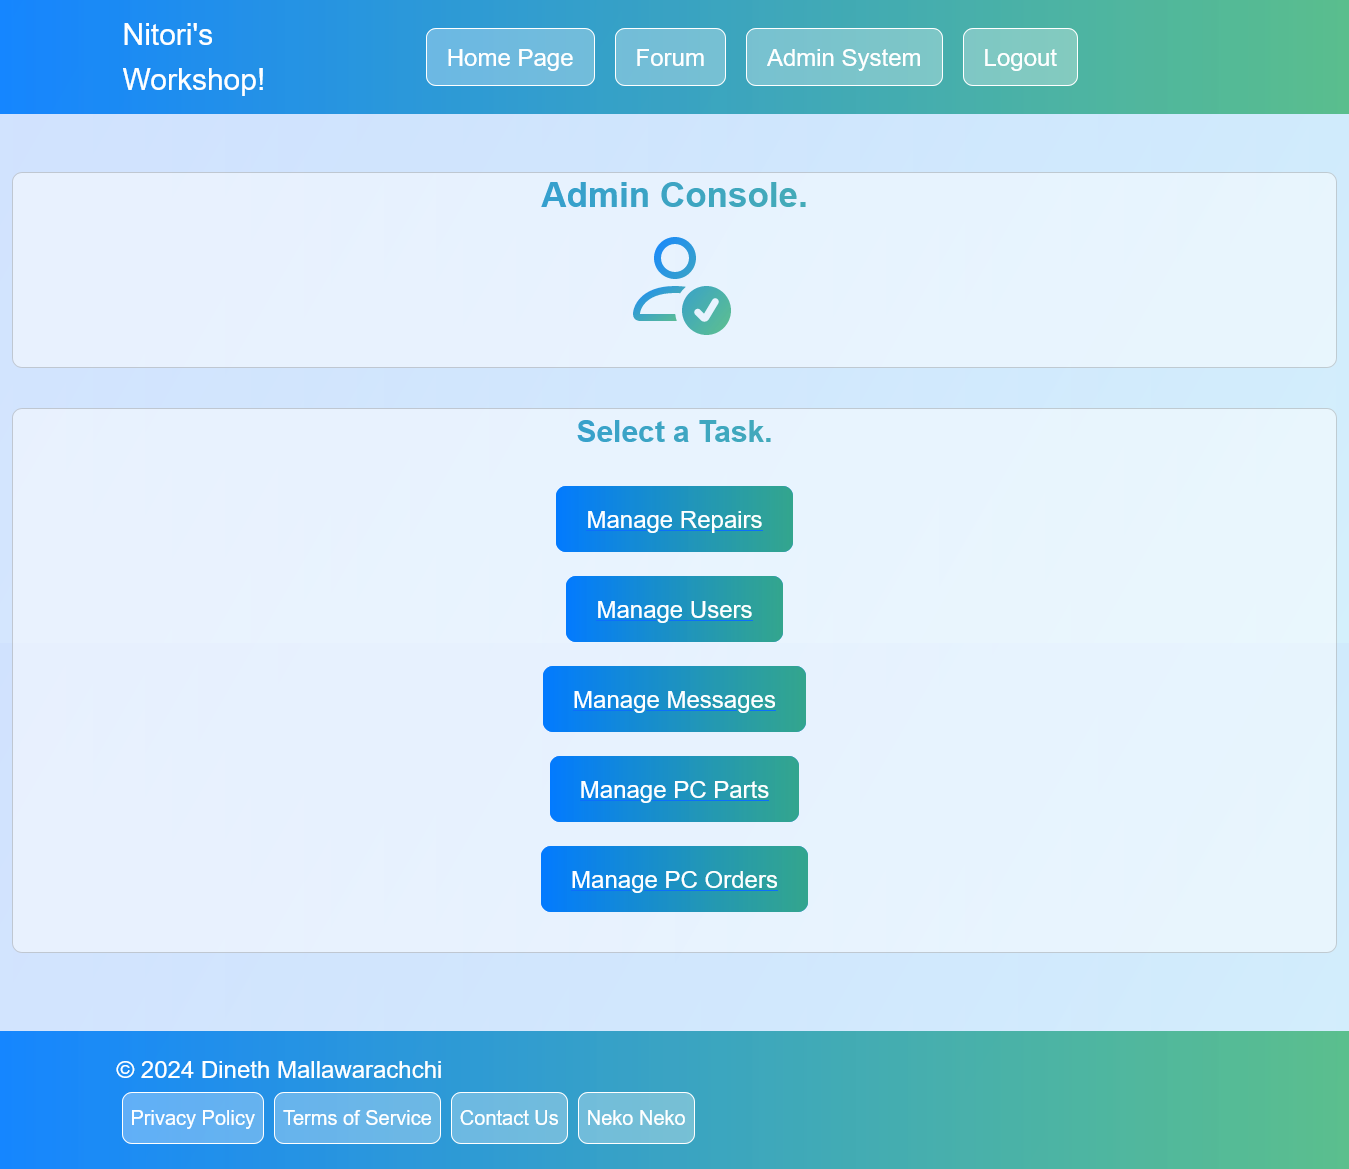 Nitori's
Workshop!
Home Page
Forum
Admin System
Logout
Admin Console.
Select a Task.
Manage Repairs
Manage Users
Manage Messages
Manage PC Parts
Manage PC Orders
© 2024 Dineth Mallawarachchi
Privacy Policy
Terms of Service
Contact Us
Neko Neko